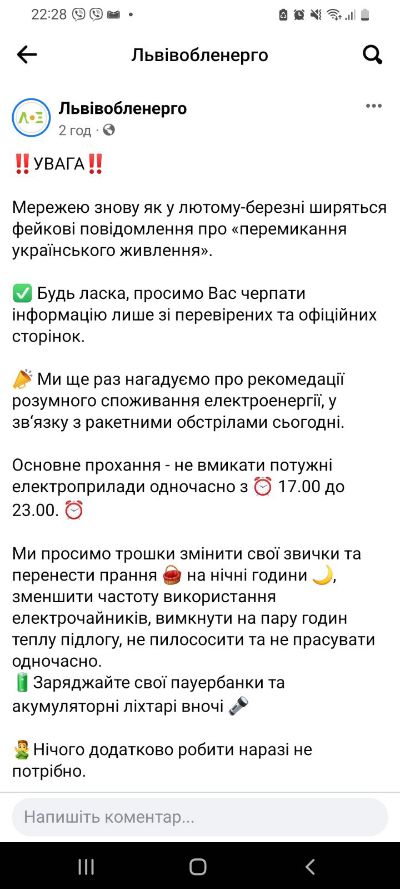 22:28
Львівобленерго
Львівобленерго
2 год
‼️УВАГА‼️
Мережею знову як у лютому-березні ширяться
фейкові повідомлення про «перемикання
українського живлення».
✅ Будь ласка, просимо Вас черпати
інформацію лише зі перевірених та офіційних
сторінок.
📣 Ми ще раз нагадуємо про рекомедації
розумного споживання електроенергії, у
зв’язку з ракетними обстрілами сьогодні.
Основне прохання - не вмикати потужні
електроприлади одночасно з ⏰ 17.00 до
23.00. ⏰
Ми просимо трошки змінити свої звички та
перенести прання 🧺 на нічні години 🌙,
зменшити частоту використання
електрочайників, вимкнути на пару годин
теплу підлогу, не пилососити та не прасувати
одночасно.
🔋Заряджайте свої пауербанки та
акумуляторні ліхтарі вночі 🔦
🙋‍♂️Нічого додатково робити наразі не
потрібно.
Напишіть коментар...